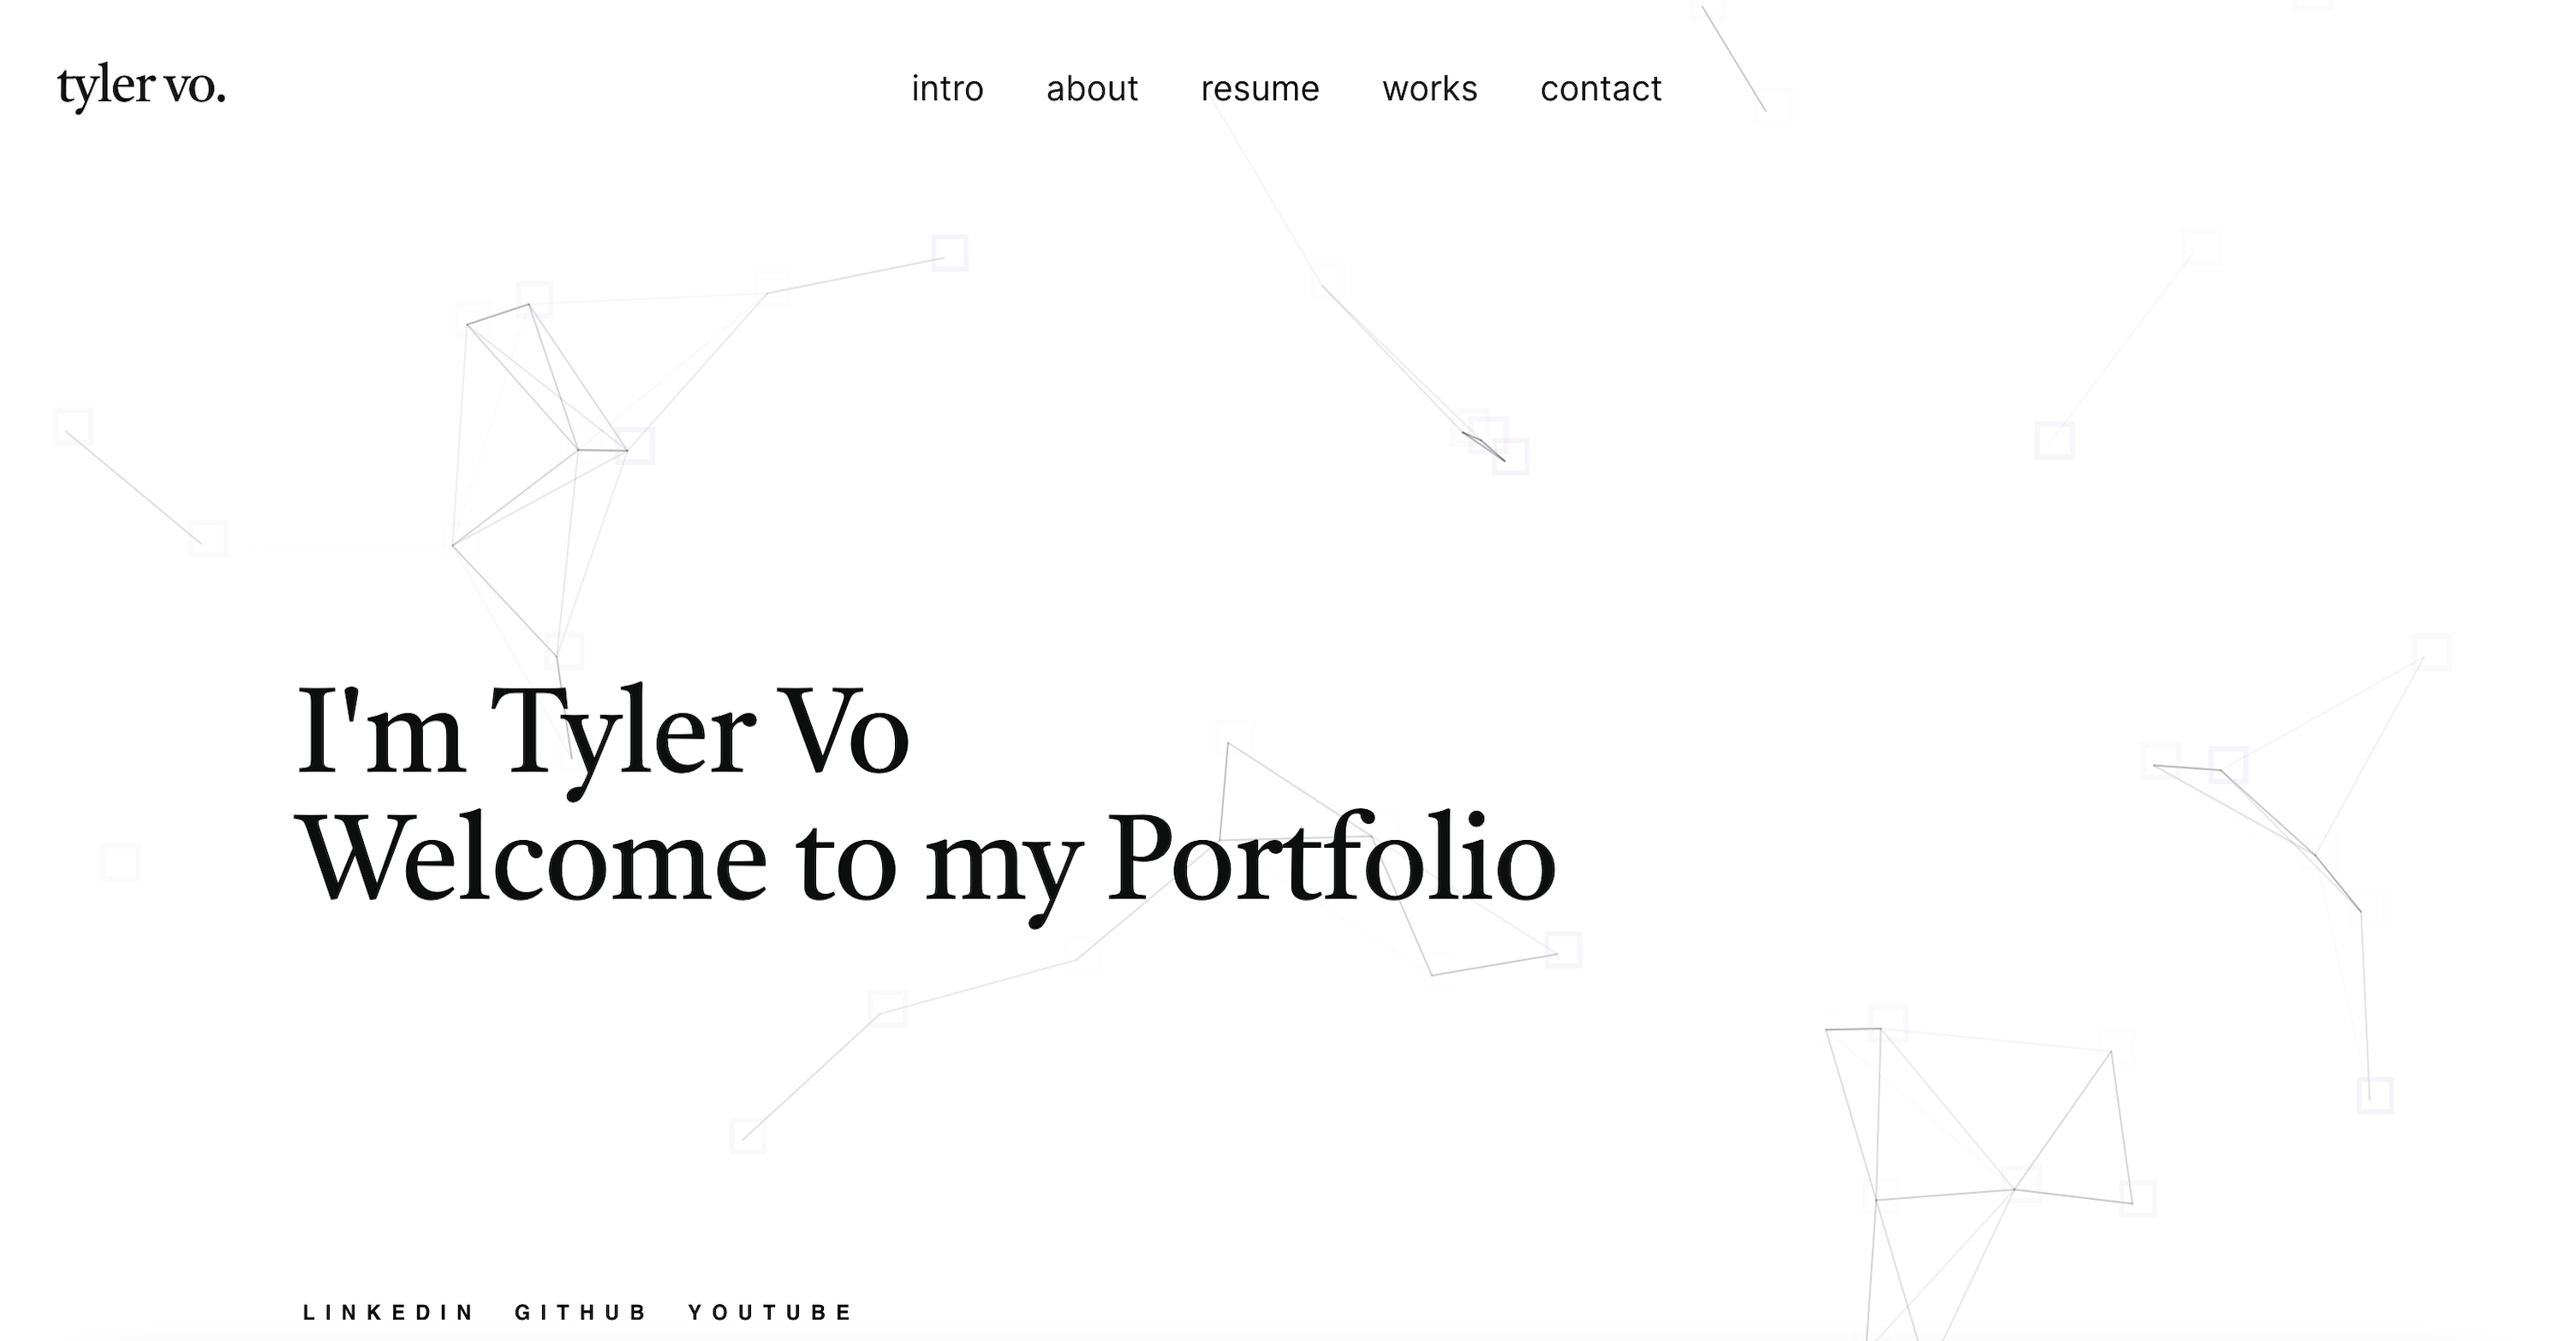 tyler vo.
intro about resume works contact
I'm Tyler Vo
Welcome to my Portfolio
LINKEDIN GITHUB YOUTUBE